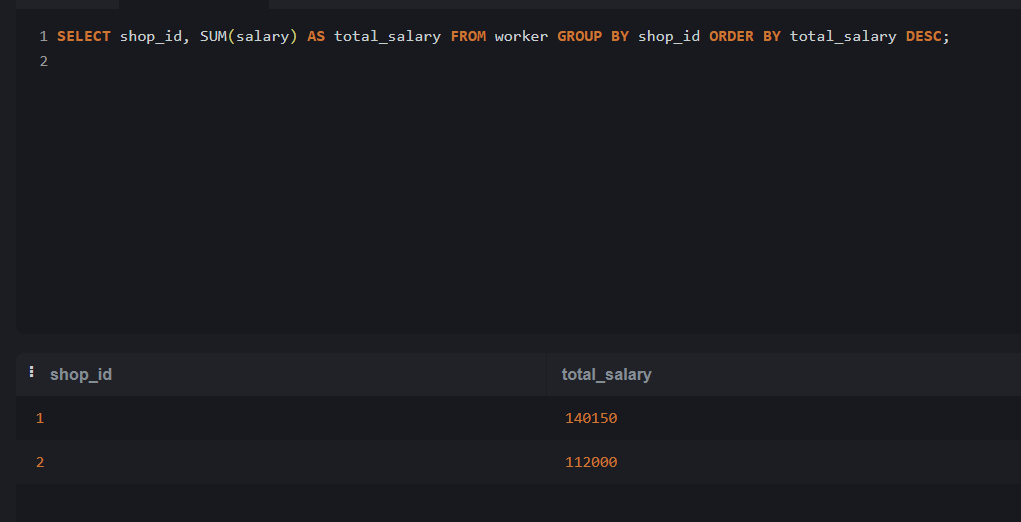 1 SELECT shop_id, SUM(salary) AS total_salary FROM worker GROUP BY shop_id ORDER BY total_salary DESC;
2
shop_id total_salary
1 140150
2 112000